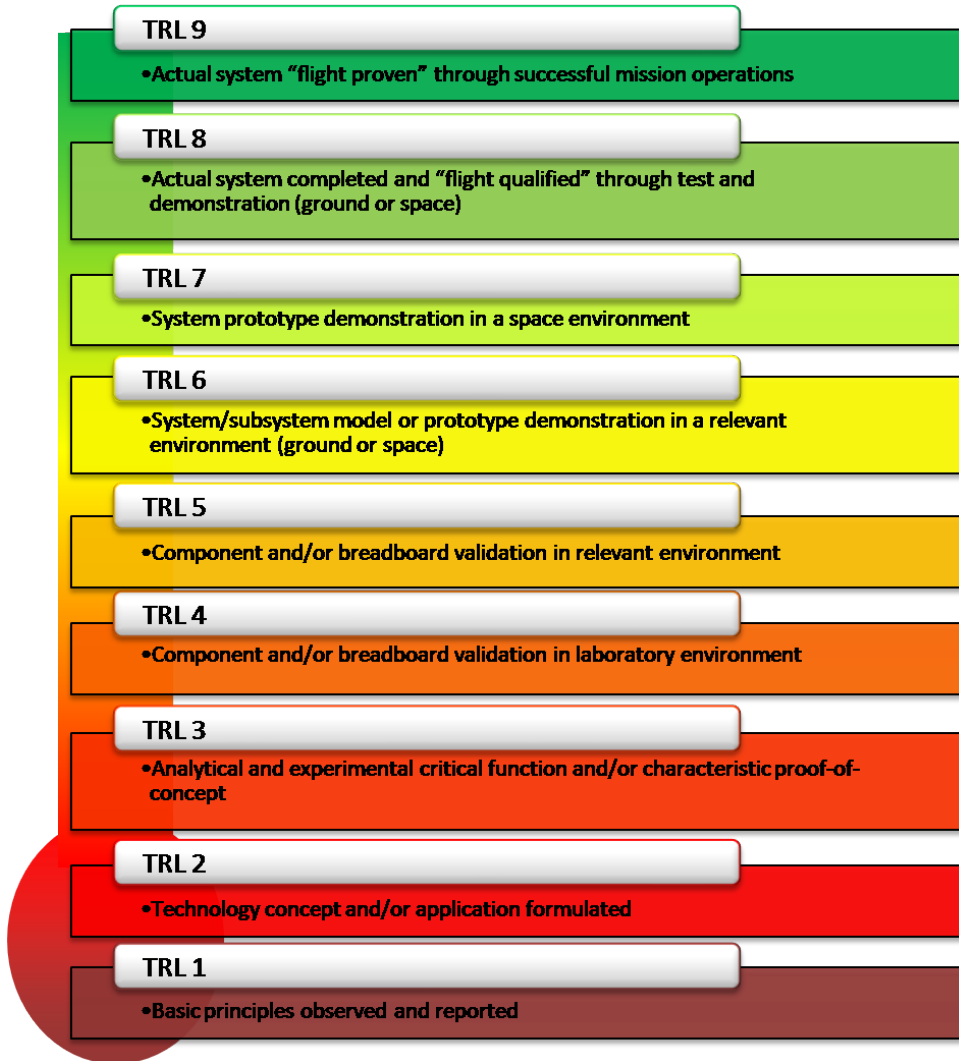 TRL 9
•Actual system “flight proven” through successful mission operations
TRL 8
•Actual system completed and “flight qualified” through test and
demonstration (ground or space)
TRL 7
•System prototype demonstration in a space environment
TRL 6
•System/subsystem model or prototype demonstration in a relevant
environment (ground or space)
TRL 5
•Component and/or breadboard validation in relevant environment
TRL 4
•Component and/or breadboard validation in laboratory environment
TRL 3
•Analytical and experimental critical function and/or characteristic proof-of-
concept
TRL 2
•Technology concept and/or application formulated
TRL 1
•Basic principles observed and reported